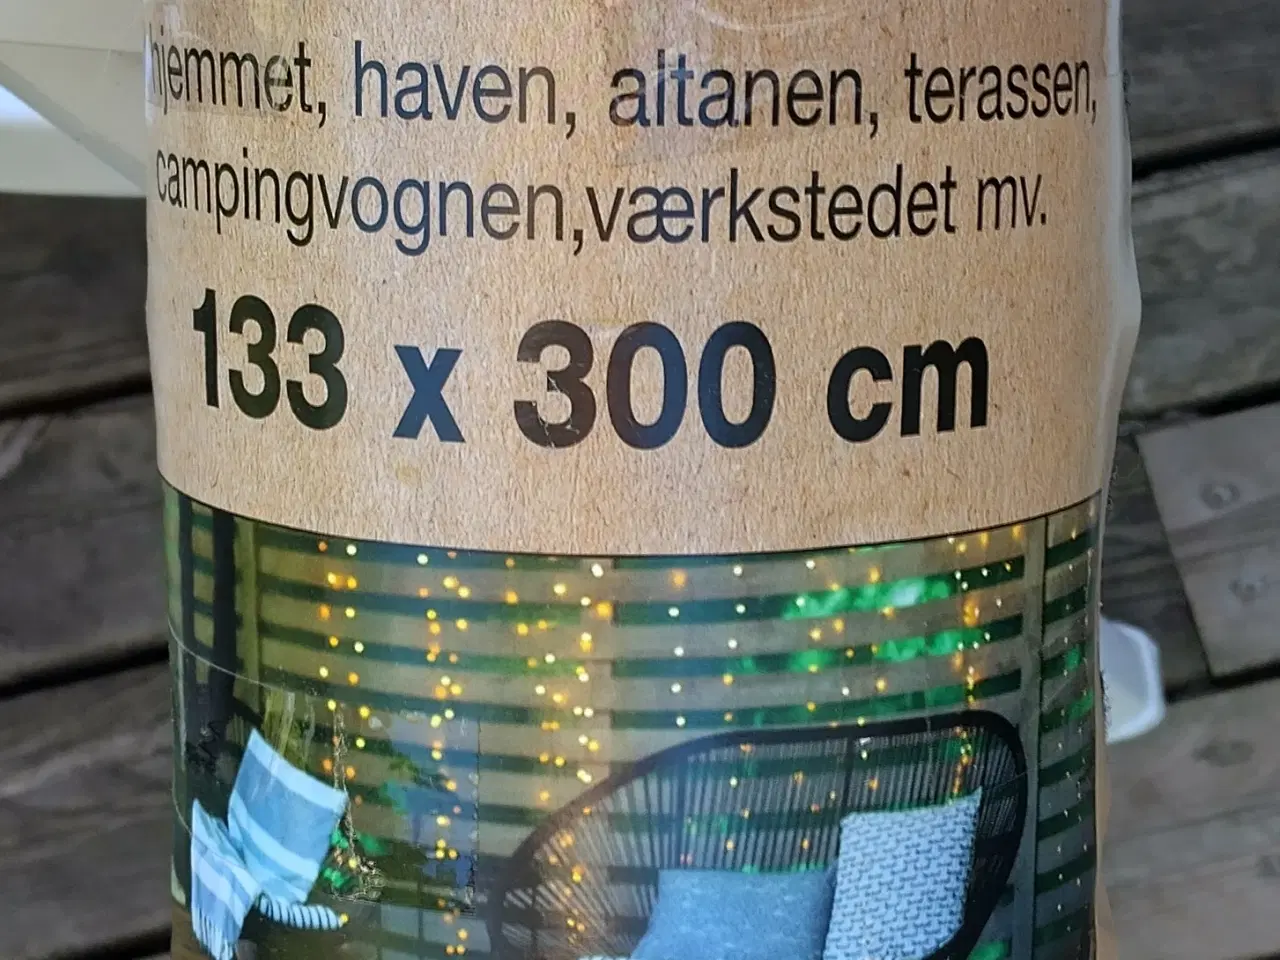 hjemmet, haven, altanen, terassen,
campingvognen,værkstedet mv.
133 x 300 cm